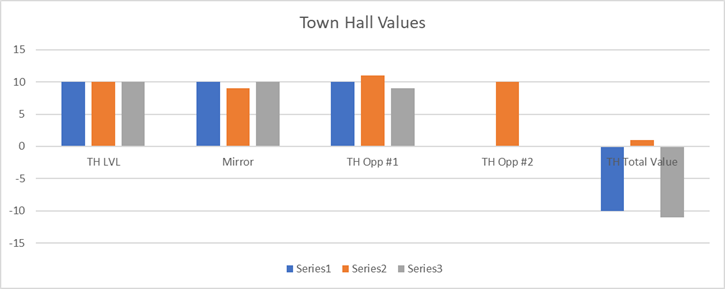 Town Hall Values
15
10
5
0
-5
-10
-15
TH LVL
Mirror
TH Opp #1
TH Opp #2
TH Total Value
Series1
Series2
Series3